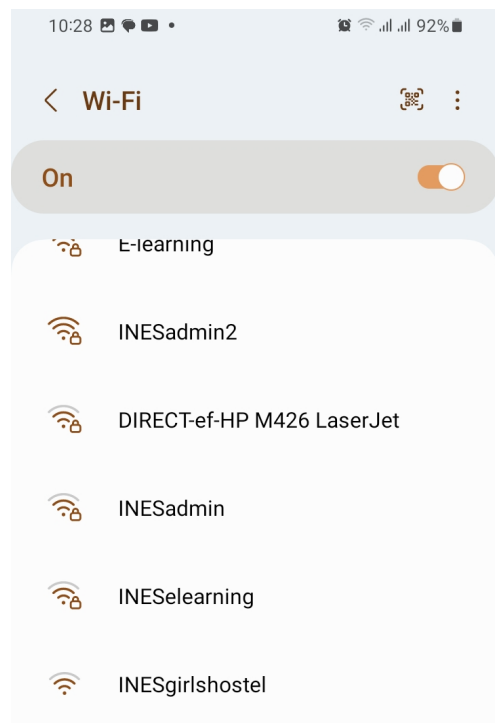 10:28 92%
Wi-Fi
On
E-learning
INESadmin2
DIRECT-ef-HP M426 LaserJet
INESadmin
INESelearning
INESgirlshostel